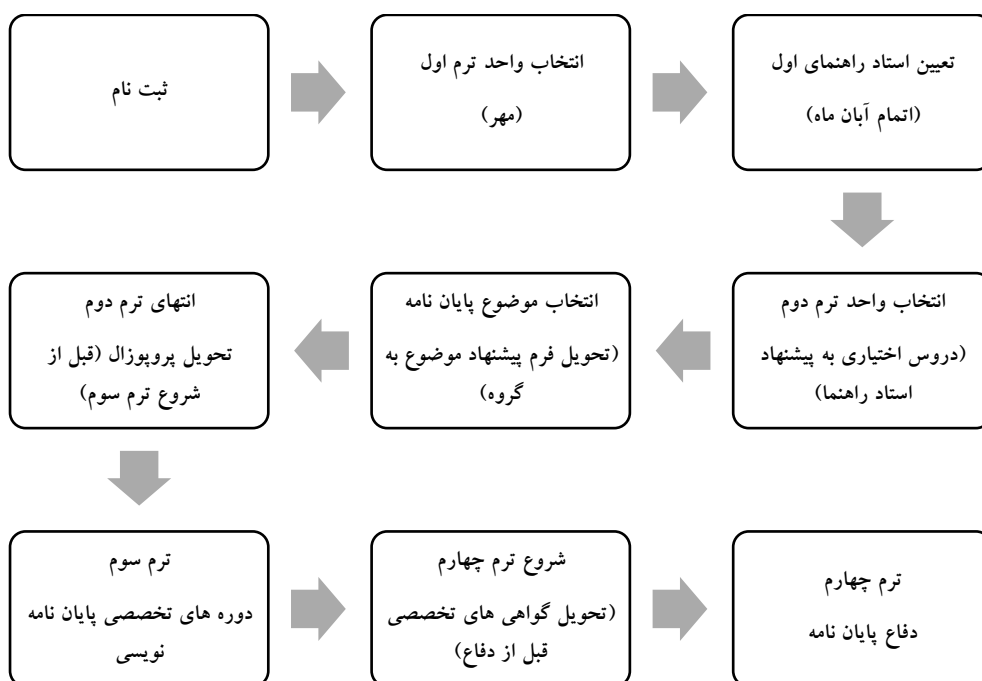 ثبت نام
انتخاب واحد ترم اول
(مهر)
تعیین استاد راهنمای اول
(اتمام آبان ماه)
انتخاب واحد ترم دوم
(دروس اختیاری به پیشنهاد
استاد راهنما)
انتخاب موضوع پایان نامه
(تحویل فرم پیشنهاد موضوع به
گروه)
انتهای ترم دوم
تحویل پروپوزال (قبل از
شروع ترم سوم)
ترم سوم
دوره های تخصصی پایان نامه
نویسی
شروع ترم چهارم
(تحویل گواهی های تخصصی
قبل از دفاع)
ترم چهارم
دفاع پایان نامه